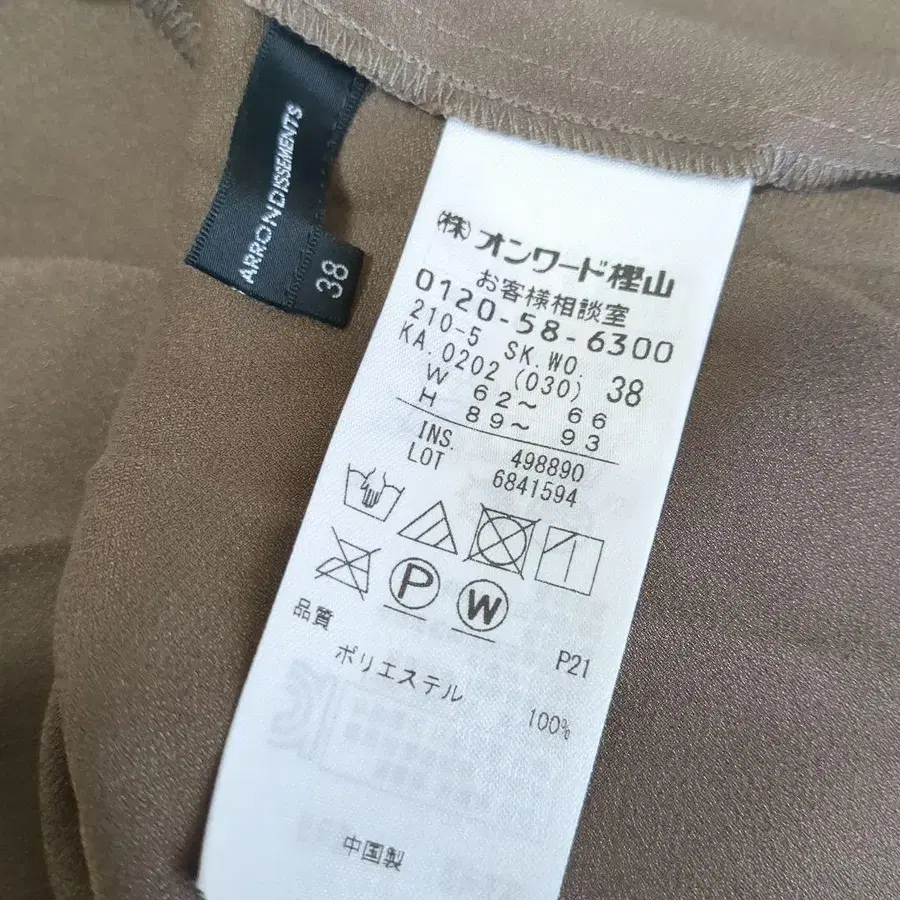 ARRONDISSEMENTS
38
(株)オンワード樫山
お客様相談室
0120-58-6300
210-5 SK.WO.
KA.0202 (030) 38
W 62～ 66
H 89～ 93
INS. 498890
LOT 6841594
P W
P21
品質
ポリエステル 100%
中国製